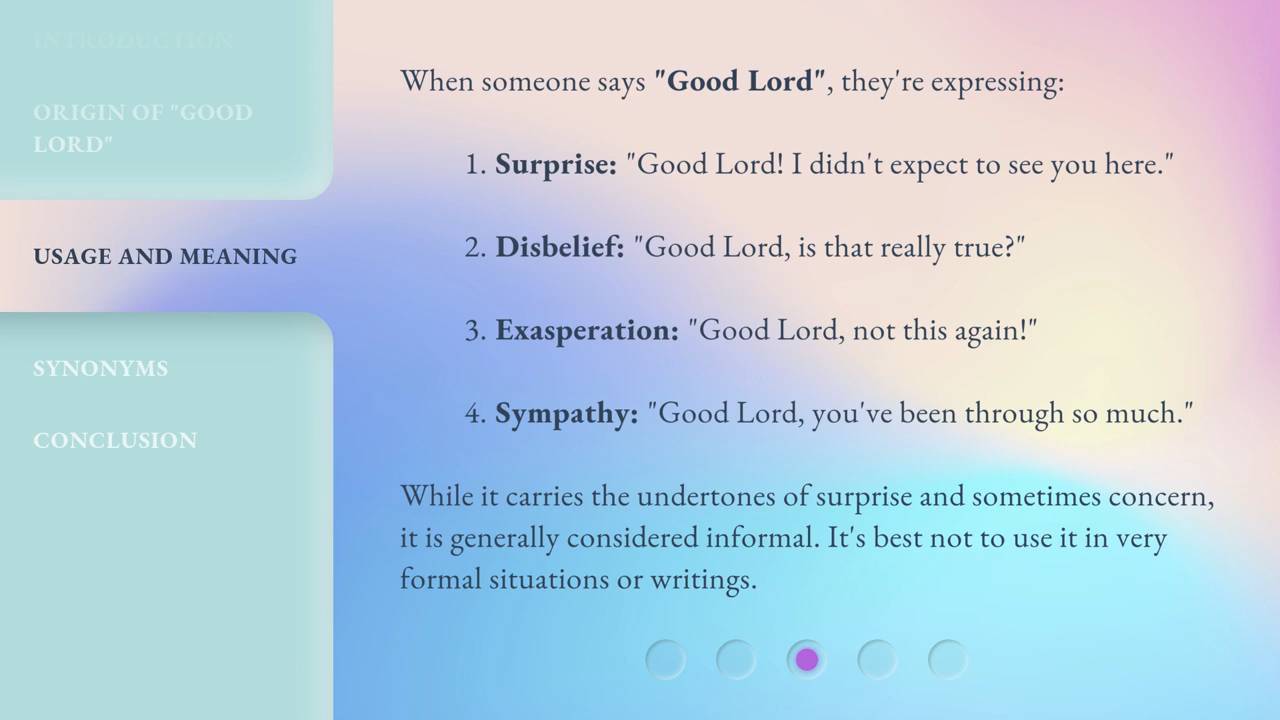 INTRODUCTION
ORIGIN OF "GOOD
LORD"
USAGE AND MEANING
SYNONYMS
CONCLUSION
When someone says "Good Lord", they're expressing:
1. Surprise: "Good Lord! I didn't expect to see you here."
2. Disbelief: "Good Lord, is that really true?"
3. Exasperation: "Good Lord, not this again!"
4. Sympathy: "Good Lord, you've been through so much."
While it carries the undertones of surprise and sometimes concern,
it is generally considered informal. It's best not to use it in very
formal situations or writings.